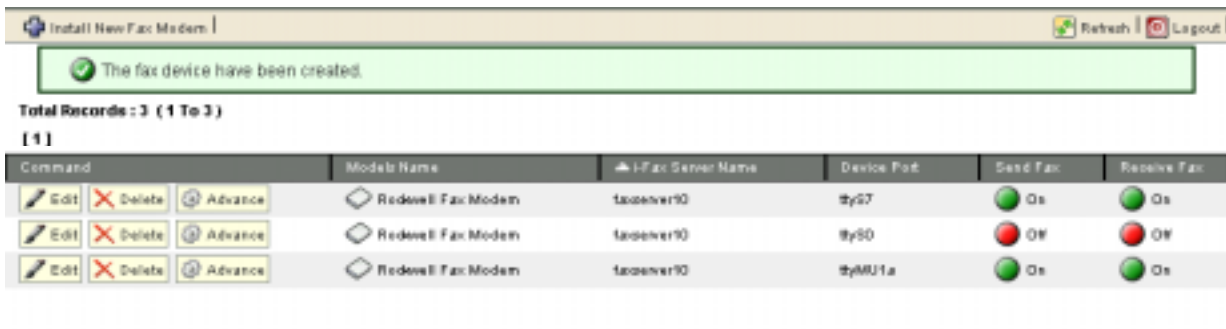 Install New Fax Modem | Refresh | Logout
The fax device have been created.
Total Records : 3 ( 1 To 3 )
[ 1 ]
Command Models Name I-Fax Server Name Device Port Send Fax Receive Fax
Edit Delete Advance Rockwell Fax Modem faxserver10 ttyS7 On On
Edit Delete Advance Rockwell Fax Modem faxserver10 ttyS0 Off Off
Edit Delete Advance Rockwell Fax Modem faxserver10 ttyMU1a On On